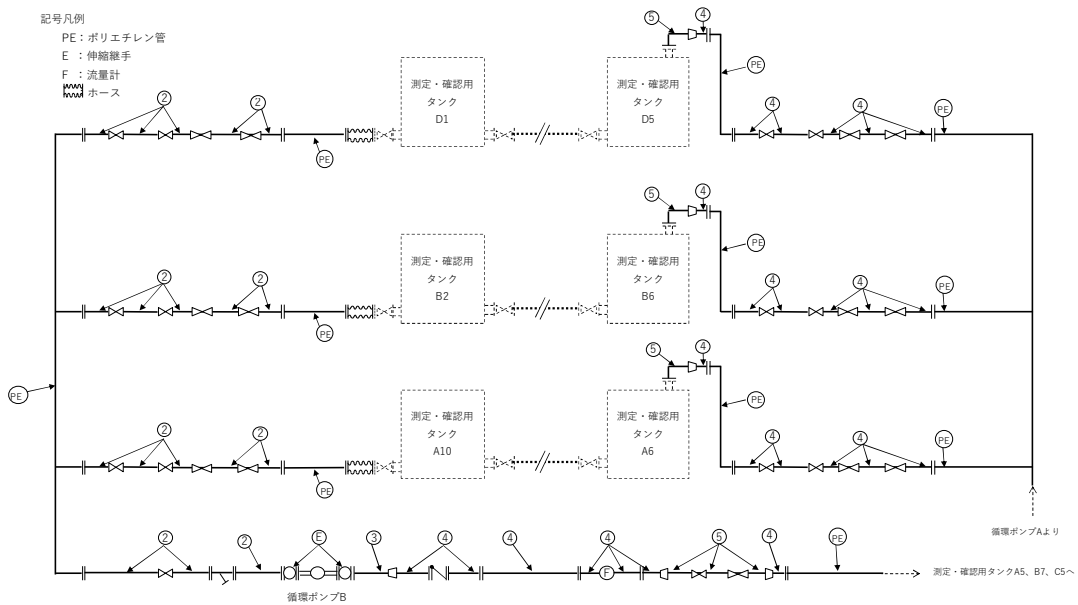 記号凡例
PE：ポリエチレン管
E ：伸縮継手
F ：流量計
ホース
5 4
PE
測定・確認用
タンク
D1
測定・確認用
タンク
D5
2 2 4 4 PE
PE
5 4
PE
測定・確認用
タンク
B2
測定・確認用
タンク
B6
2 2 4 4 PE
PE
5 4
PE
PE
測定・確認用
タンク
A10
測定・確認用
タンク
A6
2 2 4 4 PE
PE
循環ポンプAより
2 2 E 3 4 4 4 5 4 PE
F
測定・確認用タンクA5、B7、C5へ
循環ポンプB